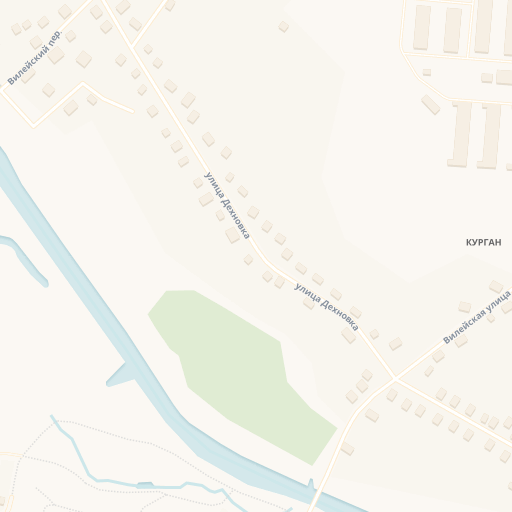 Вилейский пер.
улица Дехновка
КУРГАН
улица Дехновка
Вилейская улица